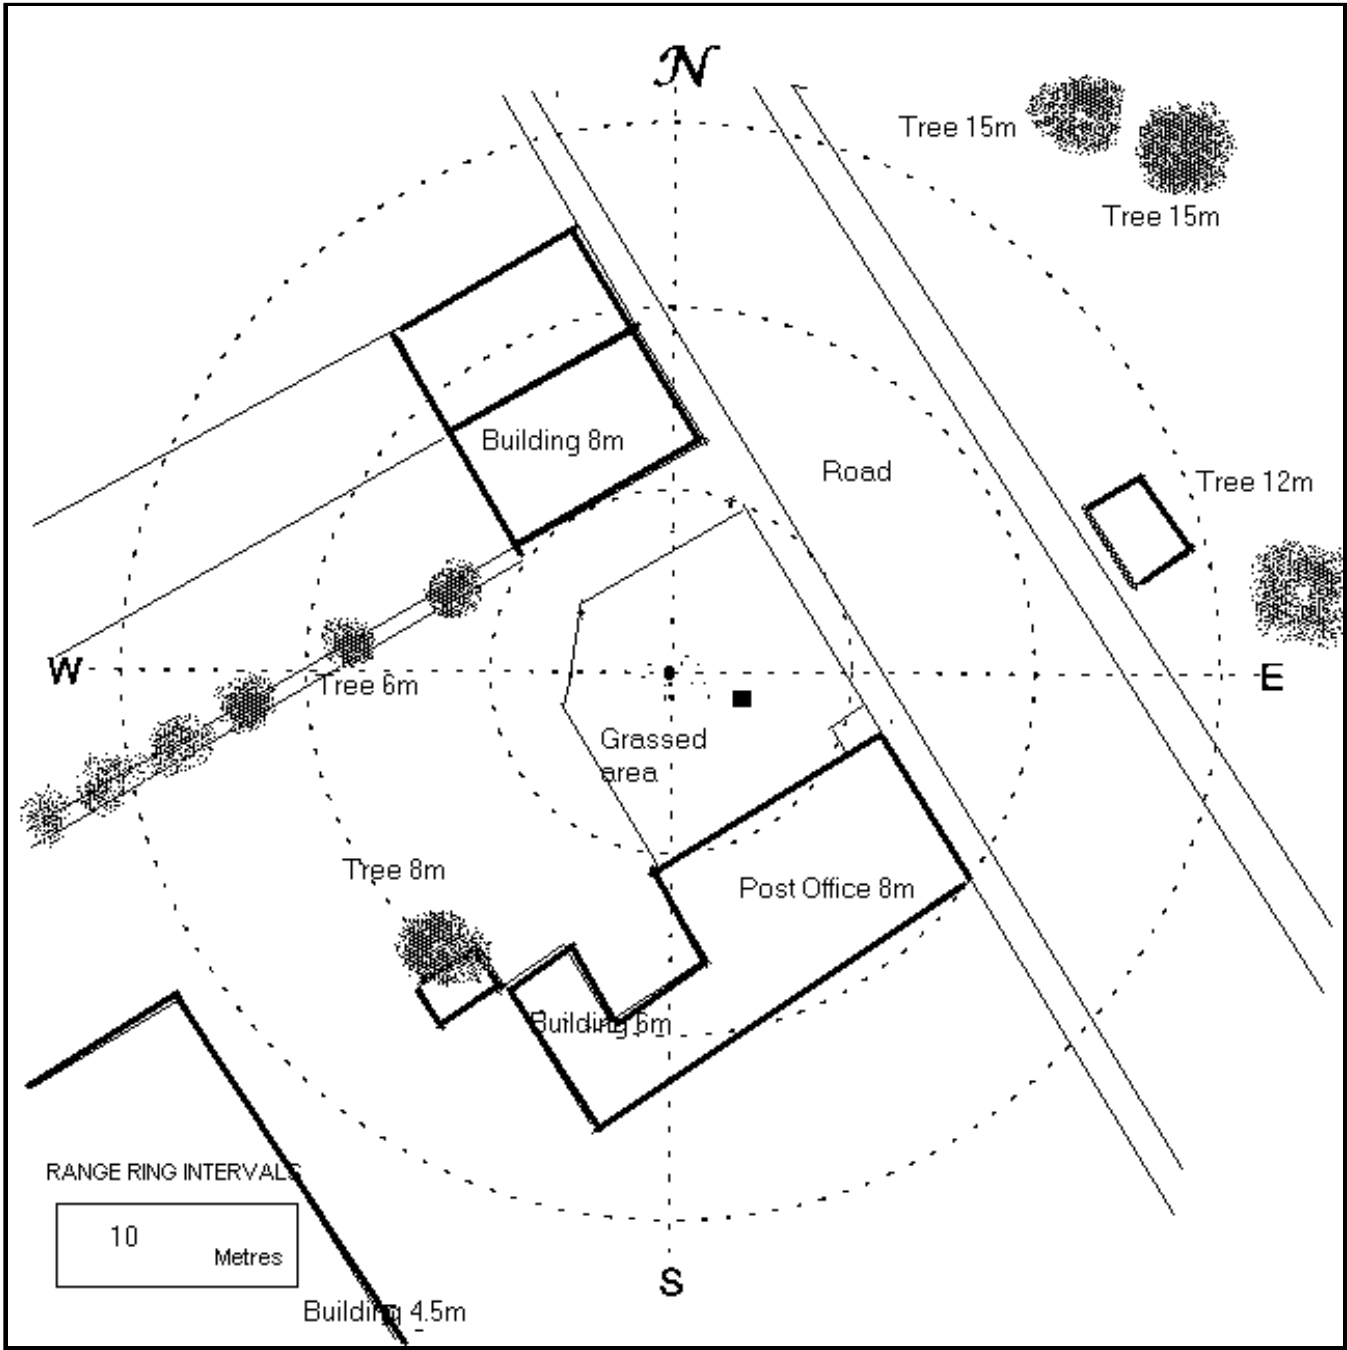 N
Tree 15m
Tree 15m
Building 8m
Road
Tree 12m
W
E
Tree 6m
Grassed
area
Tree 8m
Post Office 8m
Building 6m
RANGE RING INTERVALS
10
Metres
S
Building 4.5m